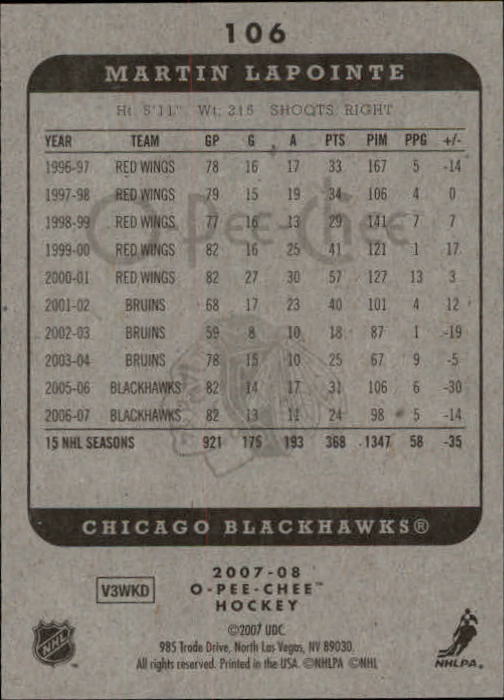 106
MARTIN LAPOINTE
Ht. 5'11" Wt. 215 SHOOTS: RIGHT
YEAR TEAM GP G A PTS PIM PPG +/-
1996-97 RED WINGS 78 16 17 33 167 5 -14
1997-98 RED WINGS 79 15 19 34 106 4 0
1998-99 RED WINGS 77 16 13 29 141 7 7
1999-00 RED WINGS 82 16 25 41 121 1 17
2000-01 RED WINGS 82 27 30 57 127 13 3
2001-02 BRUINS 68 17 23 40 101 4 12
2002-03 BRUINS 59 8 10 18 87 1 -19
2003-04 BRUINS 78 15 10 25 67 9 -5
2005-06 BLACKHAWKS 82 14 17 31 106 6 -30
2006-07 BLACKHAWKS 82 13 11 24 98 5 -14
15 NHL SEASONS 921 175 193 368 1347 58 -35
O-Pee-Chee
CHICAGO BLACKHAWKS®
V3WKD
2007-08
O-PEE-CHEE™
HOCKEY
©2007 UDC.
985 Trade Drive, North Las Vegas, NV 89030.
All rights reserved. Printed in the USA. ©NHLPA ©NHL
NHL
NHLPA.